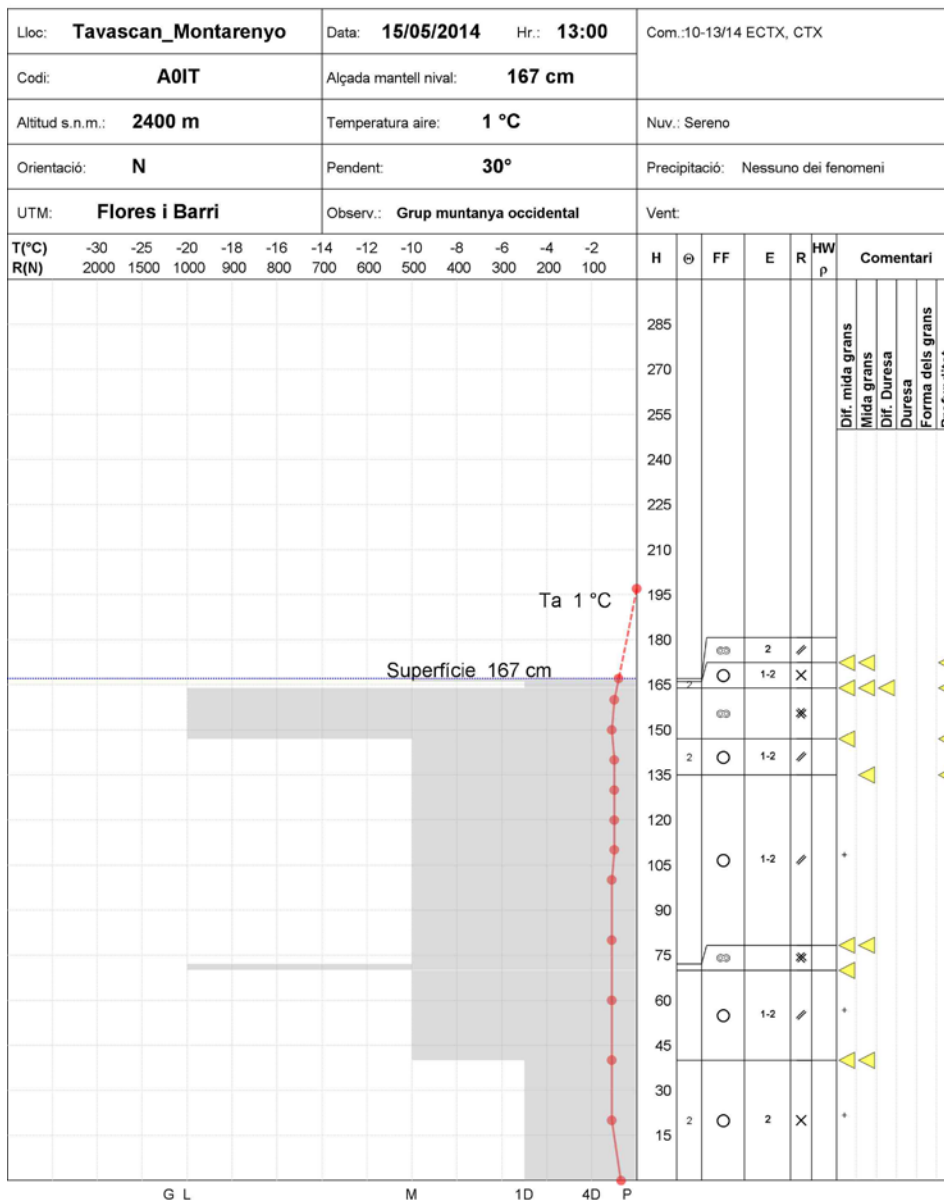 Lloc: Tavascan_Montarenyo Data: 15/05/2014 Hr.: 13:00 Com.:10-13/14 ECTX, CTX
Codi: A0IT Alçada mantell nival: 167 cm
Altitud s.n.m.: 2400 m Temperatura aire: 1 °C Nuv.: Sereno
Orientació: N Pendent: 30° Precipitació: Nessuno dei fenomeni
UTM: Flores i Barri Observ.: Grup muntanya occidental Vent:
T(°C) -30 -25 -20 -18 -16 -14 -12 -10 -8 -6 -4 -2
R(N) 2000 1500 1000 900 800 700 600 500 400 300 200 100
H Θ FF E R HW ρ Comentari
Dif. mida grans
Mida grans
Dif. Duresa
Duresa
Forma dels grans
285
270
255
240
225
210
195
Ta 1 °C
180 2
Superfície 167 cm
1-2
165 2
150
2 1-2
135
120
105 1-2 +
90
75
60
1-2 +
45
30
2 2 +
15
G L M 1D 4D P